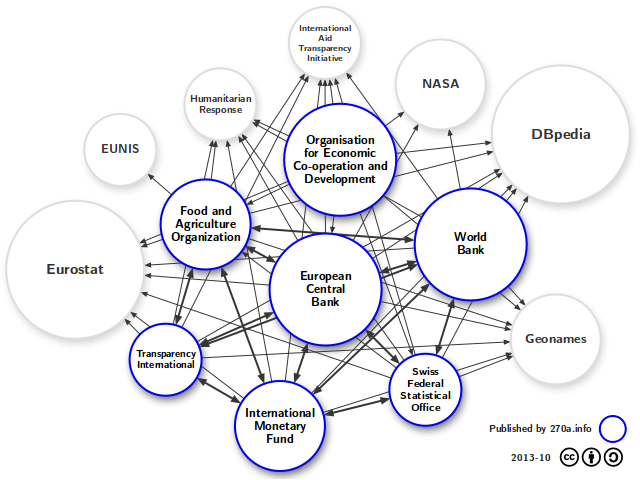 International
Aid
Transparency
Initiative
NASA
Humanitarian
Response
DBpedia
EUNIS
Organisation
for Economic
Co-operation and
Development
Food and
Agriculture
Organization
World
Bank
Eurostat
European
Central
Bank
Geonames
Transparency
International
Swiss
Federal
Statistical
Office
International
Monetary
Fund
Published by 270a.info
2013-10
cc